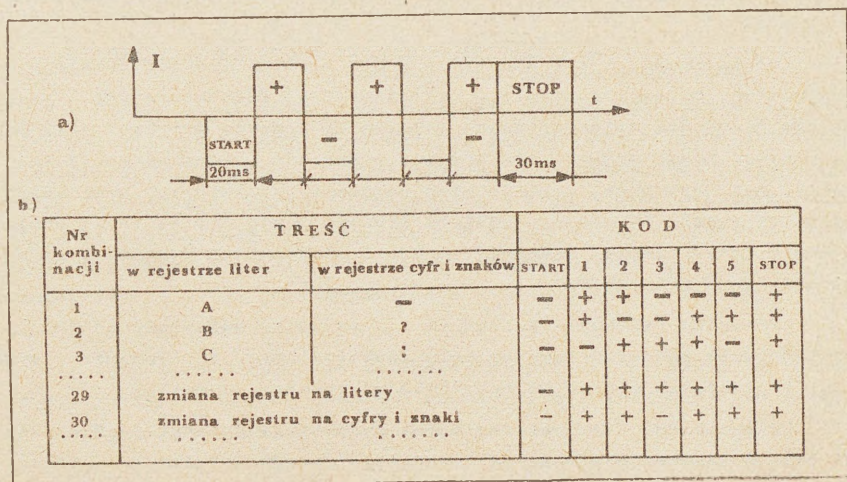 a)
I
+ + + STOP
t
START − −
20ms 30ms
b)
Nr kombi-nacji TREŚĆ KOD
w rejestrze liter w rejestrze cyfr i znaków START 1 2 3 4 5 STOP
1 A − − + + − − − +
2 B ? − + − − + + +
3 C : − − + + + − +
..... ...... .......
29 zmiana rejestru na litery − + + + + + +
30 zmiana rejestru na cyfry i znaki − + + − + + +
..... ...... .......